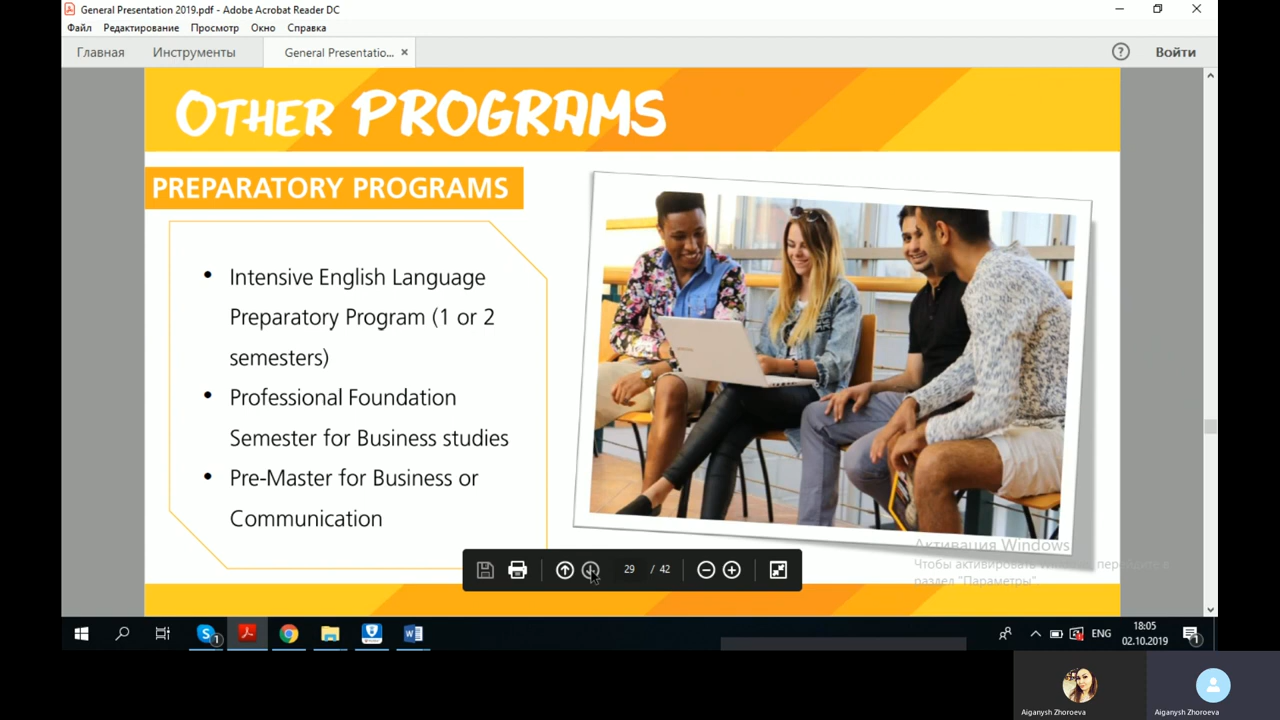 General Presentation 2019.pdf - Adobe Acrobat Reader DC
Файл Редактирование Просмотр Окно Справка
Главная Инструменты General Presentatio... × ? Войти
OTHER PROGRAMS
PREPARATORY PROGRAMS
• Intensive English Language
Preparatory Program (1 or 2
semesters)
• Professional Foundation
Semester for Business studies
• Pre-Master for Business or
Communication
Активация Windows
Чтобы активировать Windows, перейдите в
раздел "Параметры".
29 / 42
1
18:05
ENG
02.10.2019
1
Aiganysh Zhoroeva Aiganysh Zhoroeva